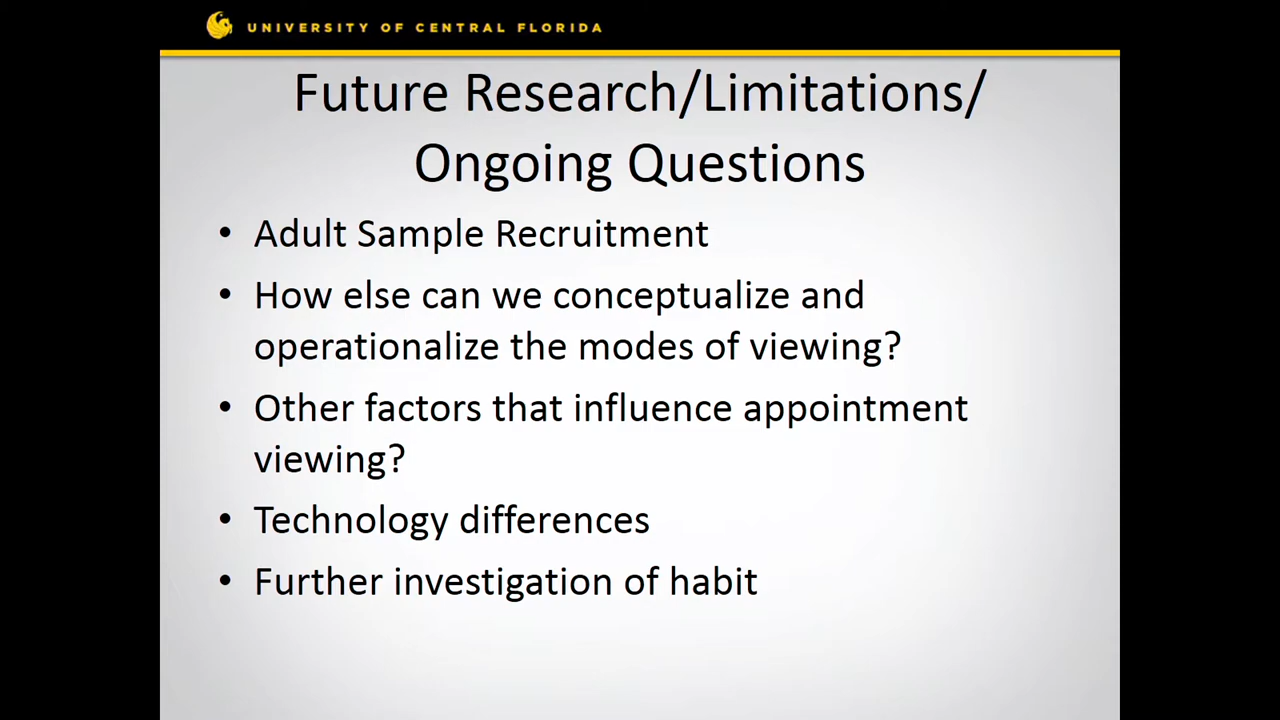 UNIVERSITY OF CENTRAL FLORIDA
Future Research/Limitations/
Ongoing Questions
• Adult Sample Recruitment
• How else can we conceptualize and
operationalize the modes of viewing?
• Other factors that influence appointment
viewing?
• Technology differences
• Further investigation of habit